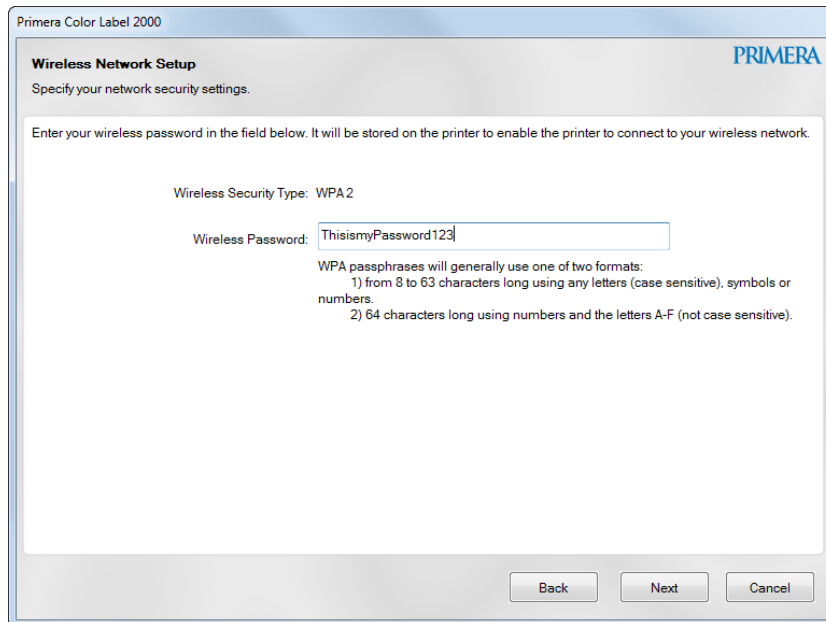 Primera Color Label 2000
Wireless Network Setup
PRIMERA
Specify your network security settings.
Enter your wireless password in the field below. It will be stored on the printer to enable the printer to connect to your wireless network.
Wireless Security Type: WPA2
Wireless Password: ThisismyPassword123
WPA passphrases will generally use one of two formats:
1) from 8 to 63 characters long using any letters (case sensitive), symbols or
numbers.
2) 64 characters long using numbers and the letters A-F (not case sensitive).
Back Next Cancel